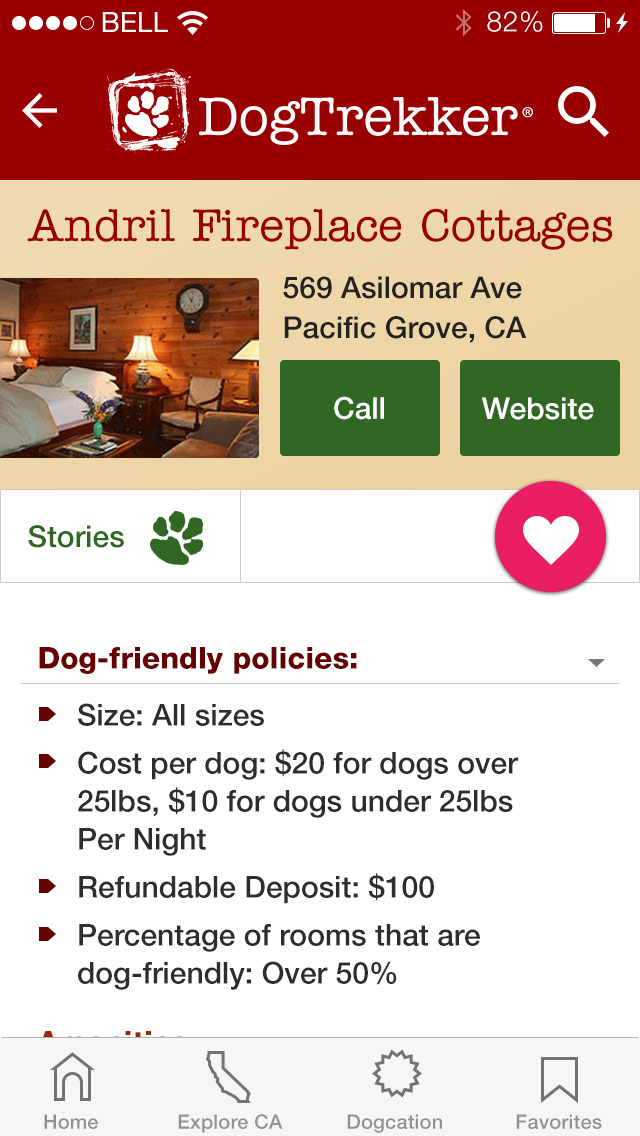 BELL 82%
DogTrekker®
Andril Fireplace Cottages
569 Asilomar Ave
Pacific Grove, CA
Call Website
Stories
Dog-friendly policies:
Size: All sizes
Cost per dog: $20 for dogs over
25lbs, $10 for dogs under 25lbs
Per Night
Refundable Deposit: $100
Percentage of rooms that are
dog-friendly: Over 50%
Amenities
Home Explore CA Dogcation Favorites